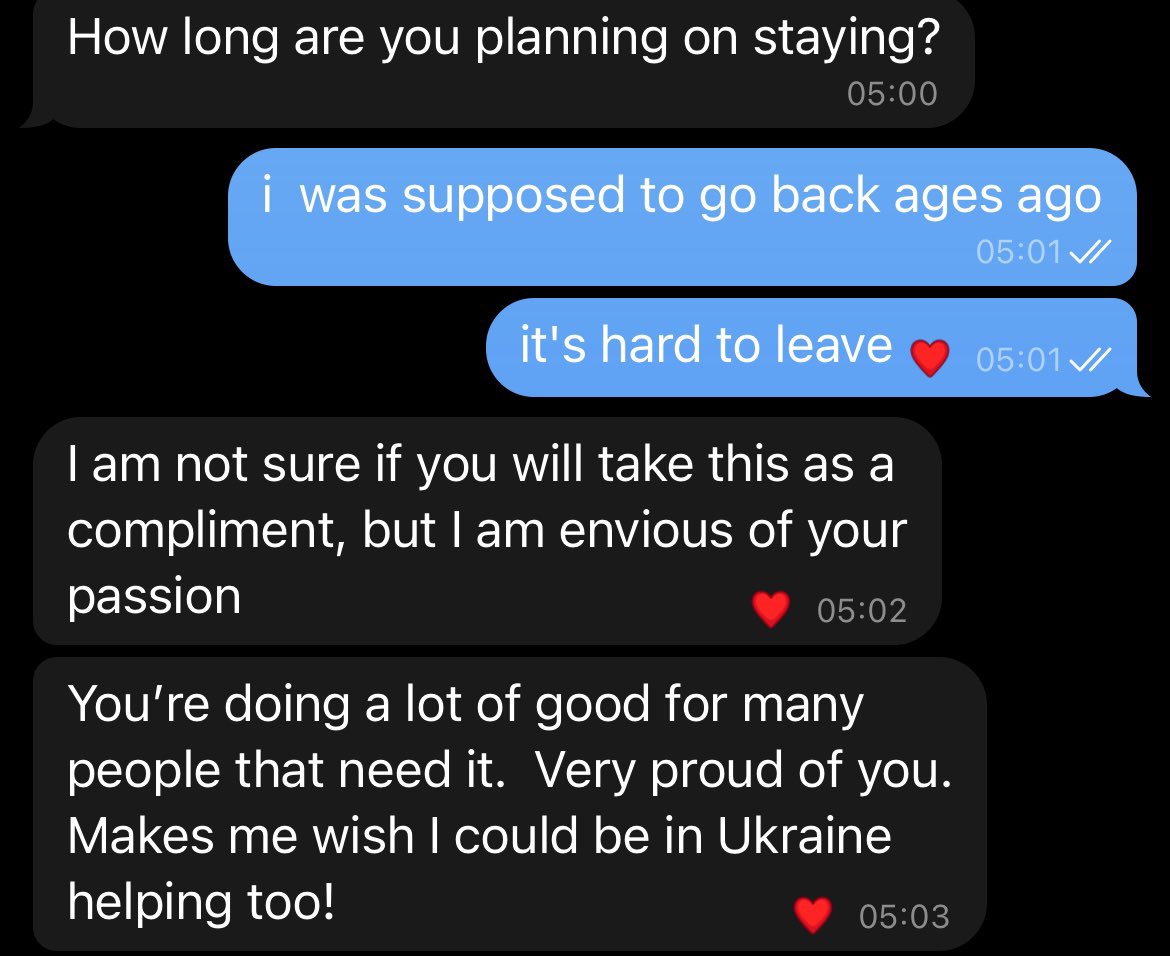 How long are you planning on staying?
05:00
i  was supposed to go back ages ago
05:01
it's hard to leave ❤️ 05:01
I am not sure if you will take this as a
compliment, but I am envious of your
passion ❤️ 05:02
You’re doing a lot of good for many
people that need it.  Very proud of you.
Makes me wish I could be in Ukraine
helping too! ❤️ 05:03